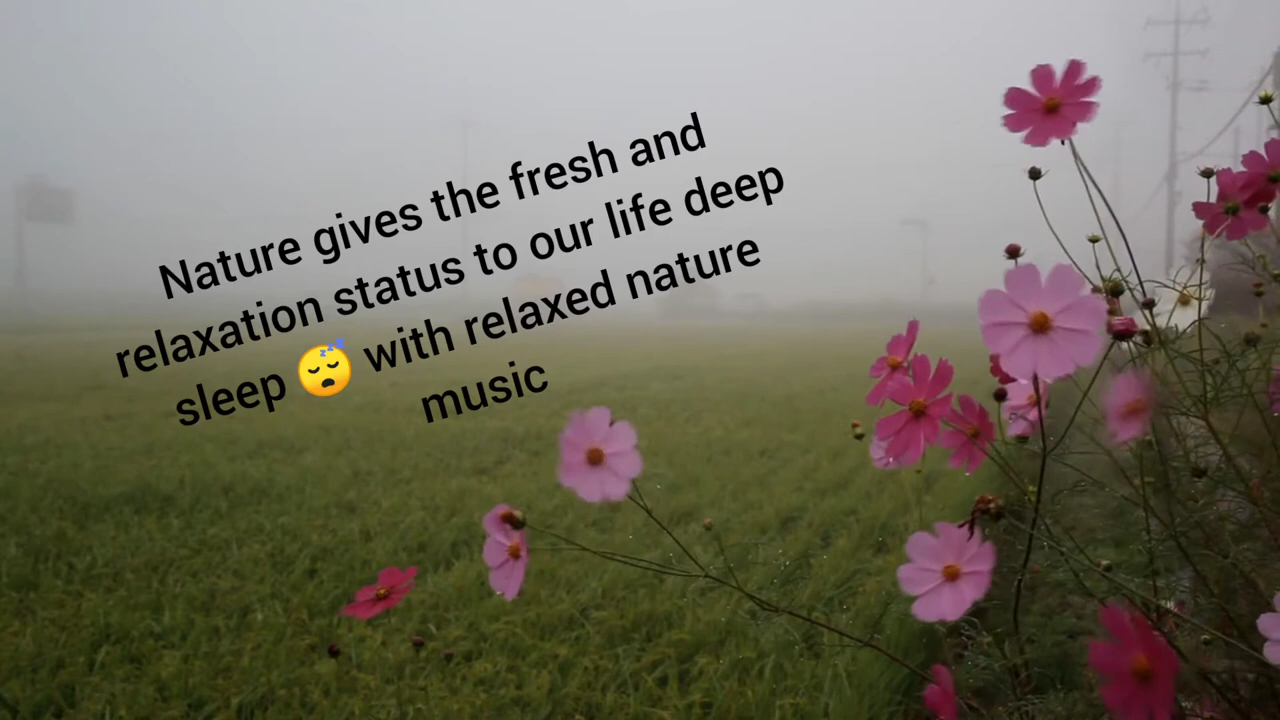 Nature gives the fresh and
relaxation status to our life deep
sleep 😴 with relaxed nature
music